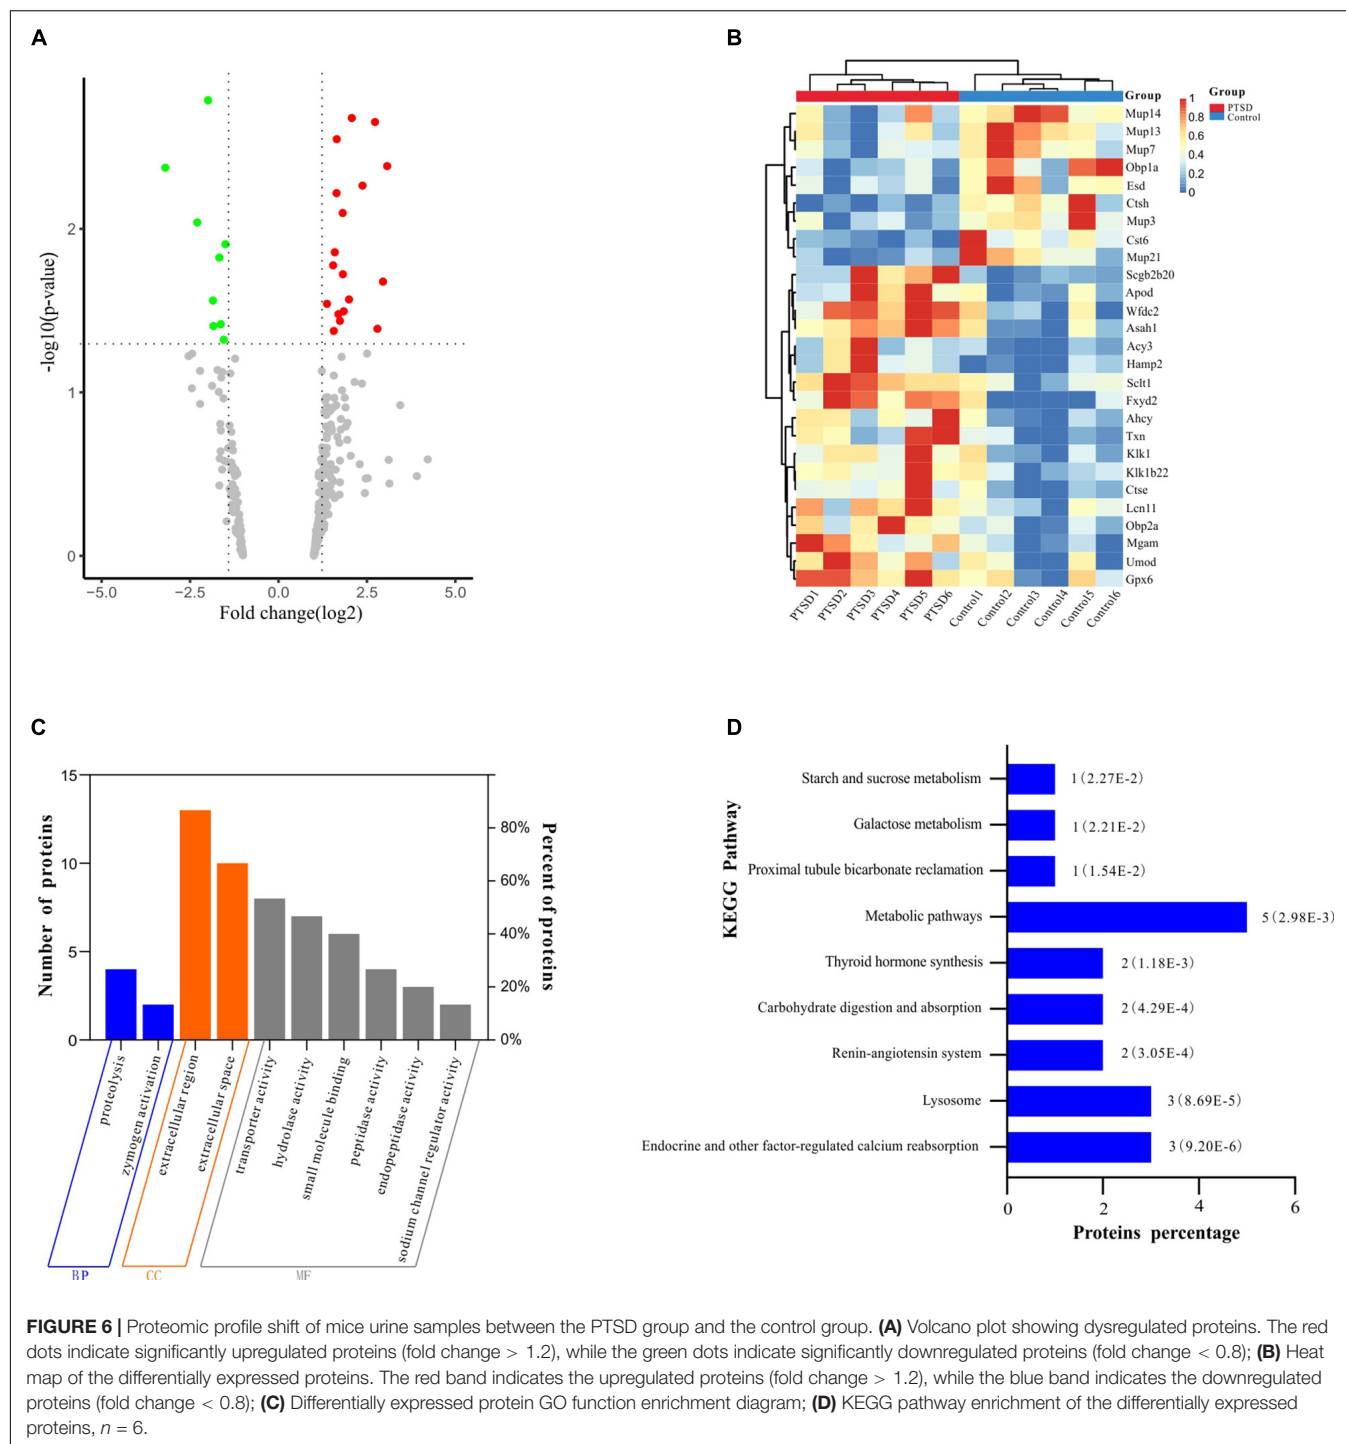 A
-log10(p-value)
2
1
0
−5.0
−2.5
0.0
2.5
5.0
Fold change(log2)
B
Group
Mup14
Mup13
Mup7
Obp1a
Esd
Ctsh
Mup3
Cst6
Mup21
Scgb2b20
Apod
Wfdc2
Asah1
Acy3
Hamp2
Sclt1
Fxyd2
Ahcy
Txn
Klk1
Klk1b22
Ctse
Lcn11
Obp2a
Mgam
Umod
Gpx6
1
0.8
0.6
0.4
0.2
0
Group
PTSD
Control
PTSD1
PTSD2
PTSD3
PTSD4
PTSD5
PTSD6
Control1
Control2
Control3
Control4
Control5
Control6
C
Number of proteins
15
10
5
0
80%
60%
40%
20%
0%
Percent of proteins
proteolysis
zymogen activation
extracellular region
extracellular space
transporter activity
hydrolase activity
small molecule binding
peptidase activity
endopeptidase activity
sodium channel regulator activity
BP
CC
MF
D
KEGG Pathway
Starch and sucrose metabolism
1(2.27E-2)
Galactose metabolism
1(2.21E-2)
Proximal tubule bicarbonate reclamation
1(1.54E-2)
Metabolic pathways
5(2.98E-3)
Thyroid hormone synthesis
2(1.18E-3)
Carbohydrate digestion and absorption
2(4.29E-4)
Renin-angiotensin system
2(3.05E-4)
Lysosome
3(8.69E-5)
Endocrine and other factor-regulated calcium reabsorption
3(9.20E-6)
0
2
4
6
Proteins percentage
FIGURE 6 | Proteomic profile shift of mice urine samples between the PTSD group and the control group. (A) Volcano plot showing dysregulated proteins. The red
dots indicate significantly upregulated proteins (fold change > 1.2), while the green dots indicate significantly downregulated proteins (fold change < 0.8); (B) Heat
map of the differentially expressed proteins. The red band indicates the upregulated proteins (fold change > 1.2), while the blue band indicates the downregulated
proteins (fold change < 0.8); (C) Differentially expressed protein GO function enrichment diagram; (D) KEGG pathway enrichment of the differentially expressed
proteins, n = 6.